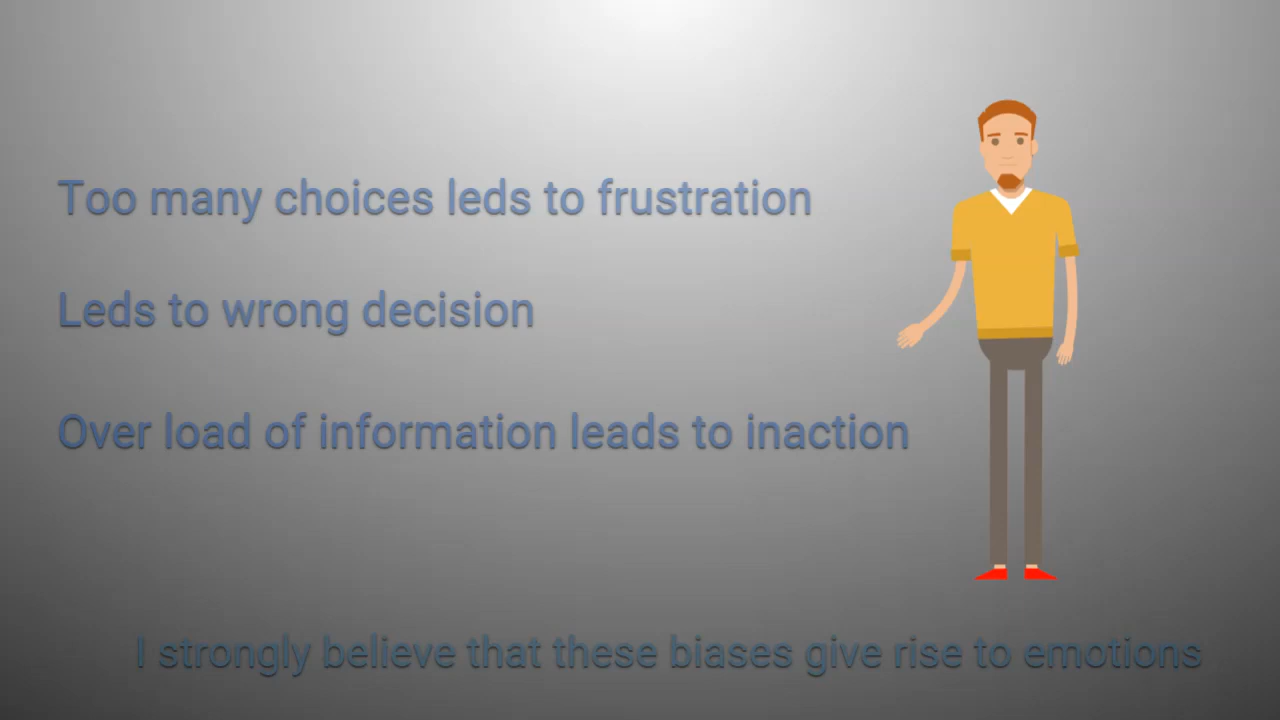 Too many choices leds to frustration
Leds to wrong decision
Over load of information leads to inaction
I strongly believe that these biases give rise to emotions